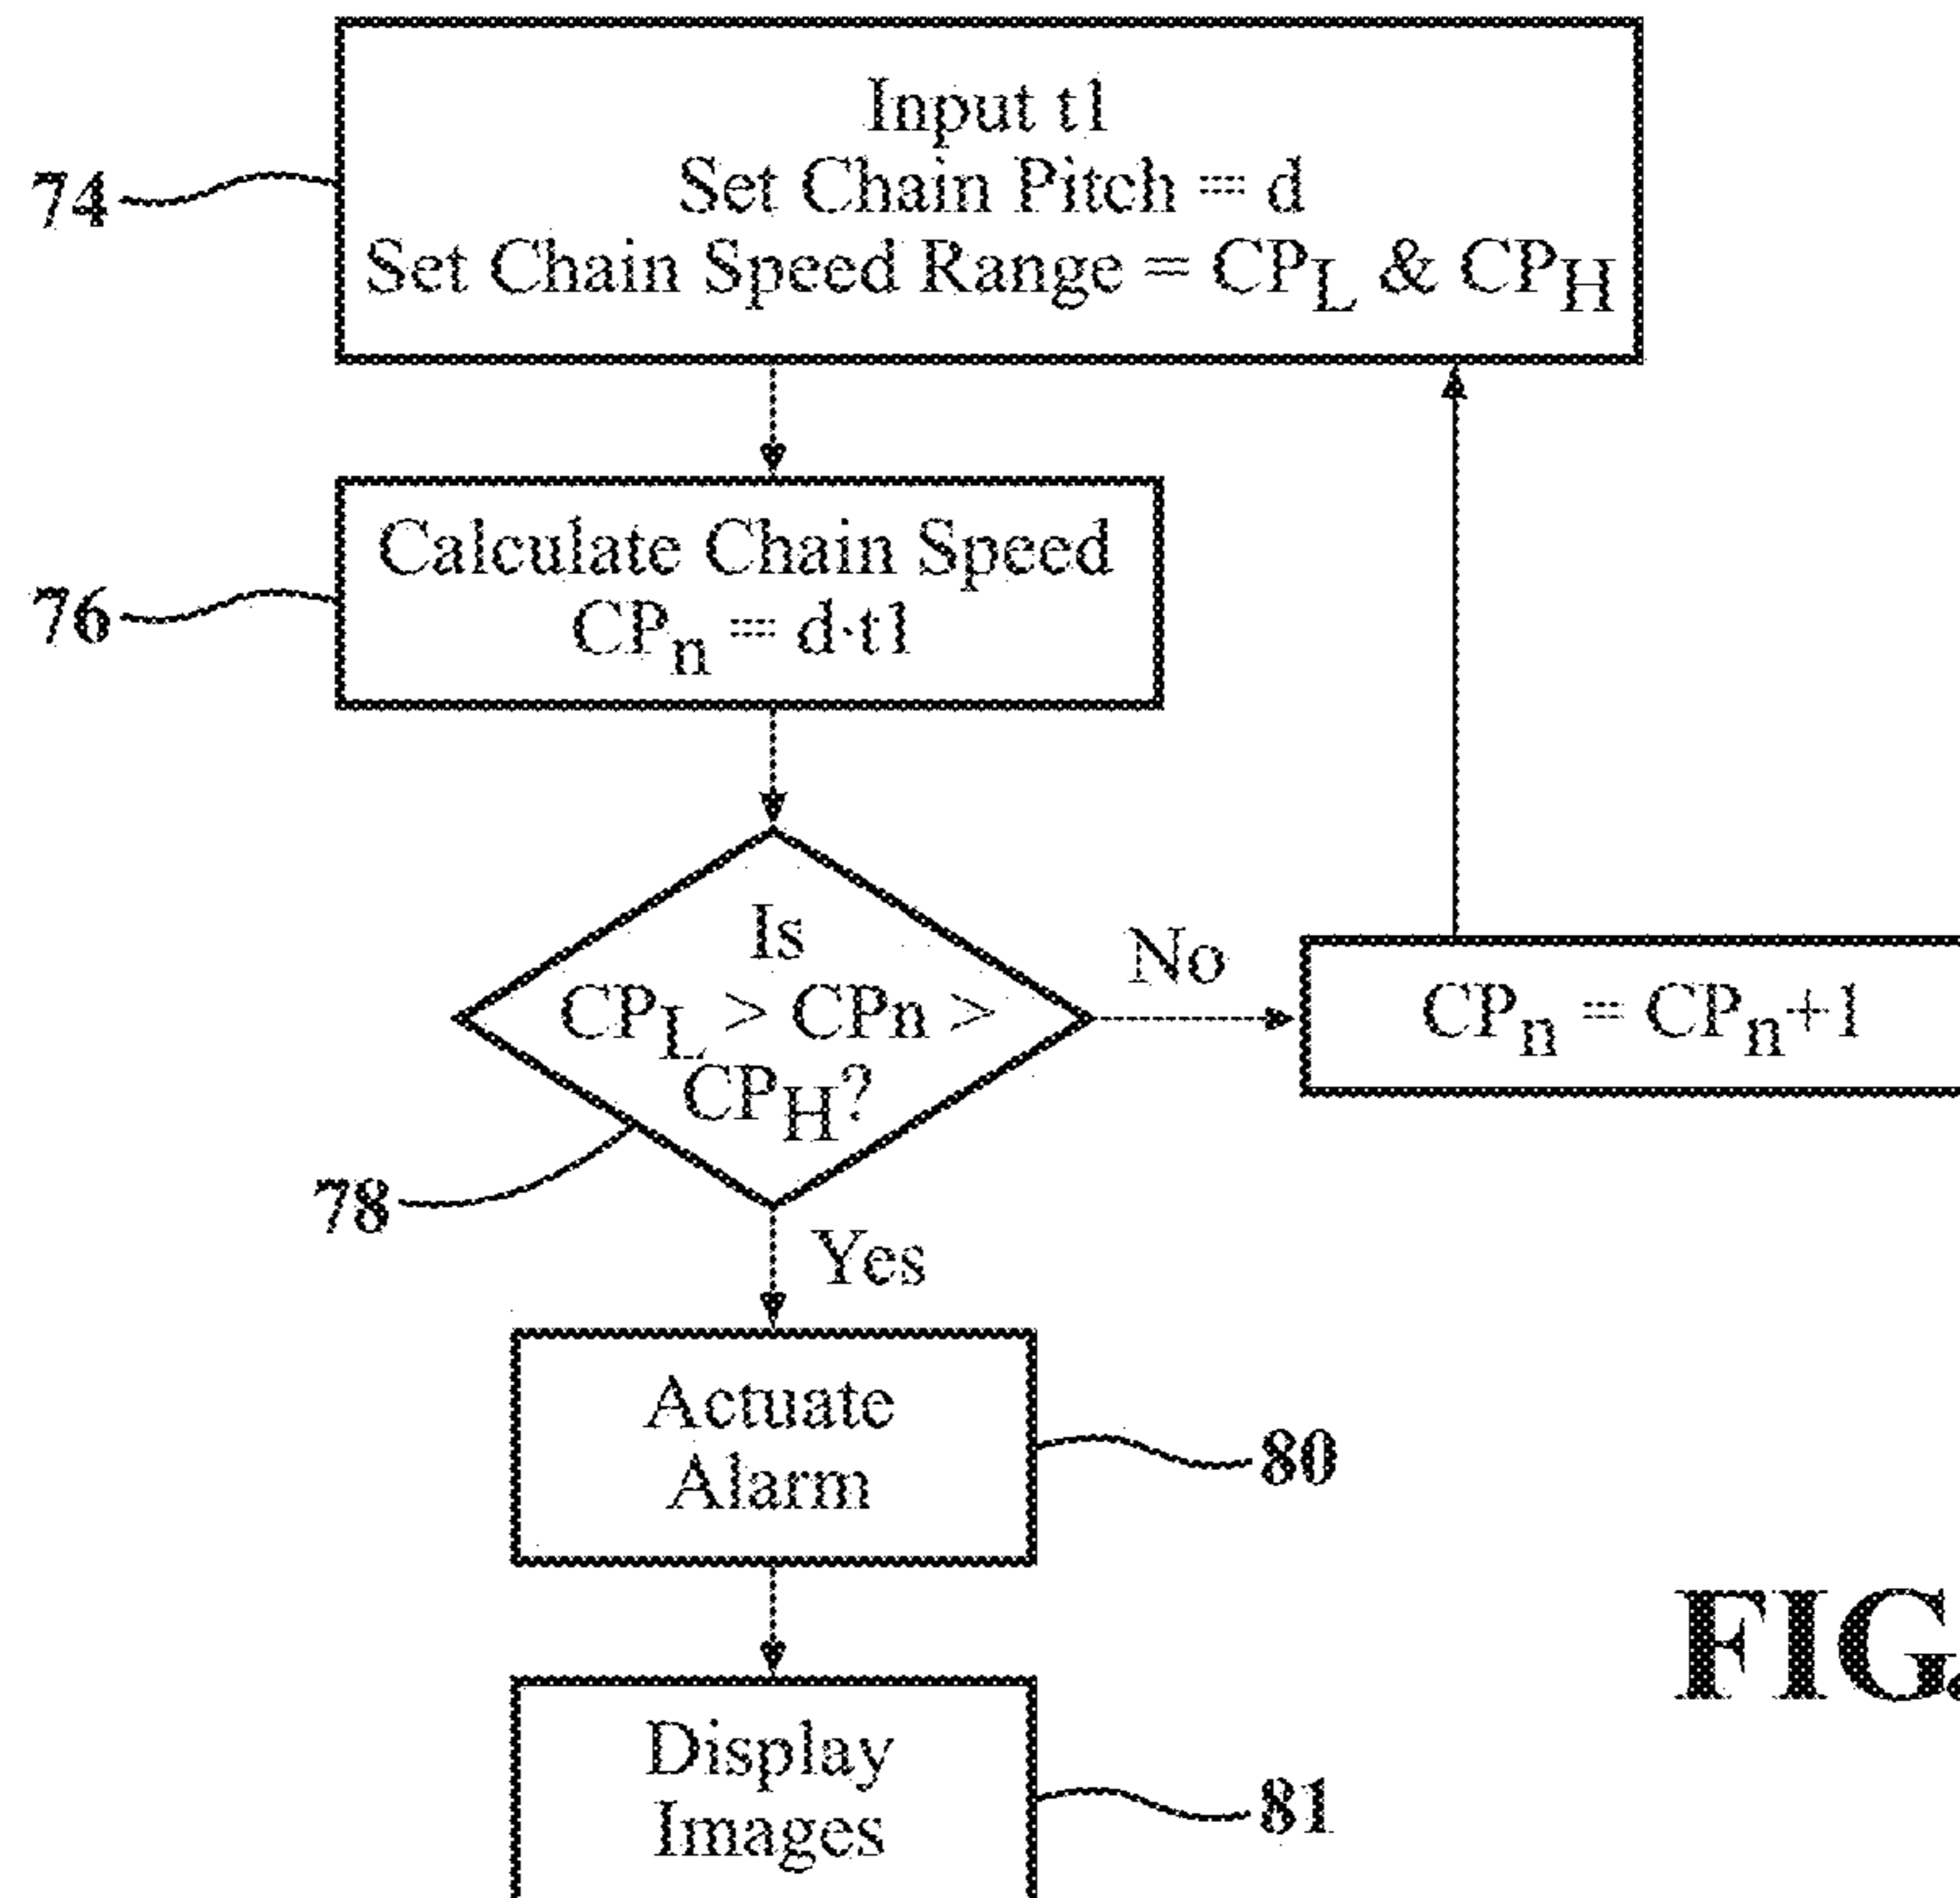 Input t1
Set Chain Pitch = d
Set Chain Speed Range = CPL & CPH
74
Calculate Chain Speed
CPn = d·t1
76
Is
CPL > CPn >
CPH?
No
CPn = CPn+1
78
Yes
Actuate
Alarm
80
Display
Images
81
FIG.